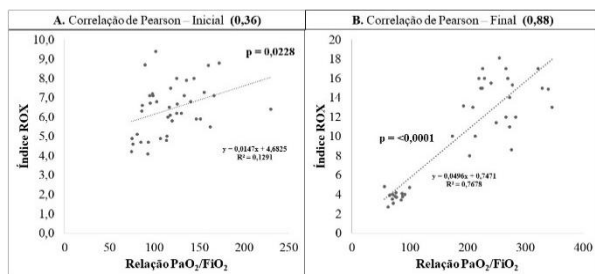 A. Correlação de Pearson – Inicial (0,36)
B. Correlação de Pearson – Final (0,88)
Índice ROX
10,0
9,0
8,0
7,0
6,0
5,0
4,0
3,0
2,0
1,0
0,0
p = 0,0228
y = 0,0147x + 4,6825
R² = 0,1291
0
50
100
150
200
250
Relação PaO₂/FiO₂
Índice ROX
20
18
16
14
12
10
8
6
4
2
0
p = <0,0001
y = 0,0496x + 0,7471
R² = 0,7678
0
100
200
300
400
Relação PaO₂/FiO₂